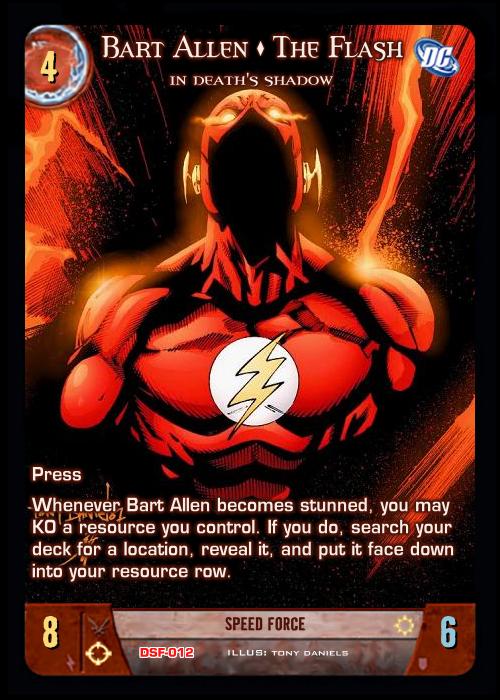 4
BART ALLEN ♦ THE FLASH
IN DEATH'S SHADOW
DC
Press
Whenever Bart Allen becomes stunned, you may
KO a resource you control. If you do, search your
deck for a location, reveal it, and put it face down
into your resource row.
8
SPEED FORCE
6
DSF-012
ILLUS: TONY DANIELS